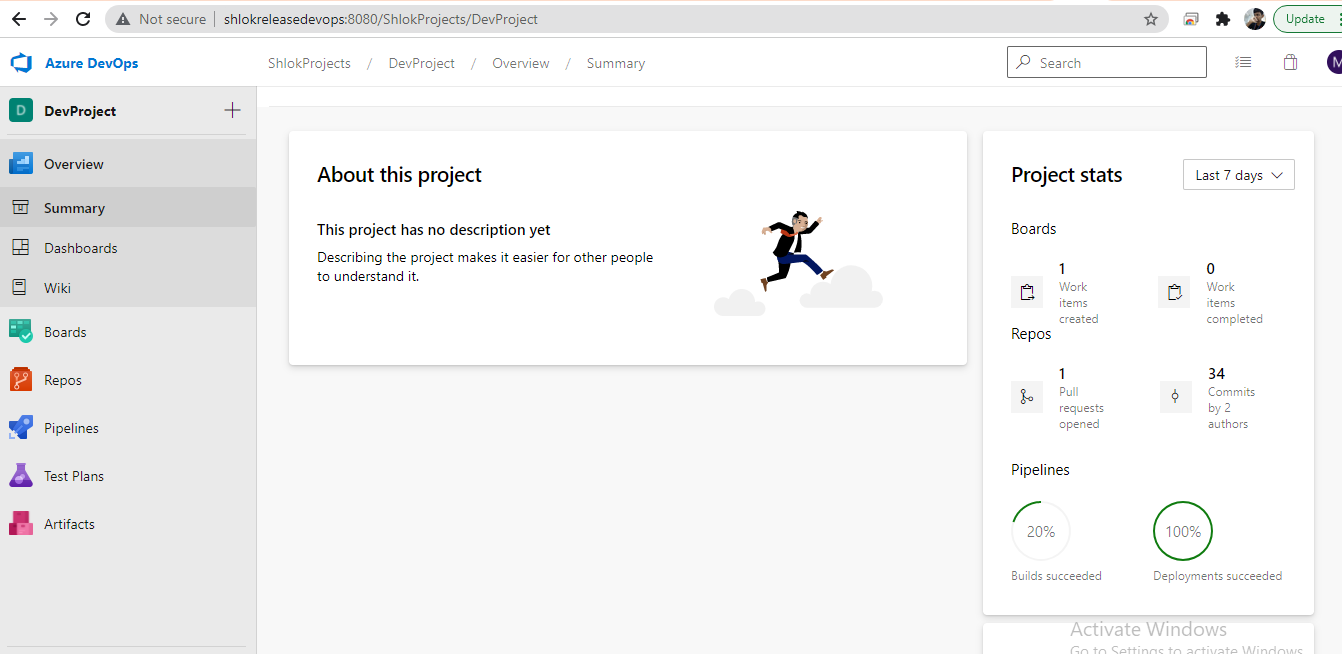 Not secure shlokreleasedevops:8080/ShlokProjects/DevProject Update
Azure DevOps ShlokProjects / DevProject / Overview / Summary Search M
D DevProject
Overview
Summary
Dashboards
Wiki
Boards
Repos
Pipelines
Test Plans
Artifacts
About this project
This project has no description yet
Describing the project makes it easier for other people
to understand it.
Project stats Last 7 days
Boards
1
Work
items
created
0
Work
items
completed
Repos
1
Pull
requests
opened
34
Commits
by 2
authors
Pipelines
20% 100%
Builds succeeded Deployments succeeded
Activate Windows
Go to Settings to activate Windows